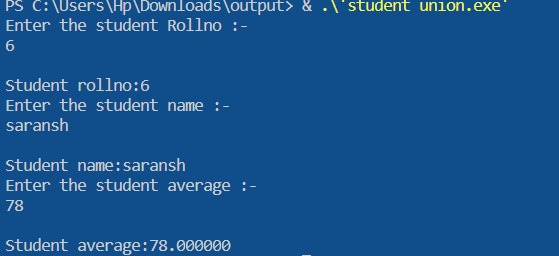 PS C:\Users\Hp\Downloads\output> & .\'student union.exe'
Enter the student Rollno :-
6
Student rollno:6
Enter the student name :-
saransh
Student name:saransh
Enter the student average :-
78
Student average:78.000000